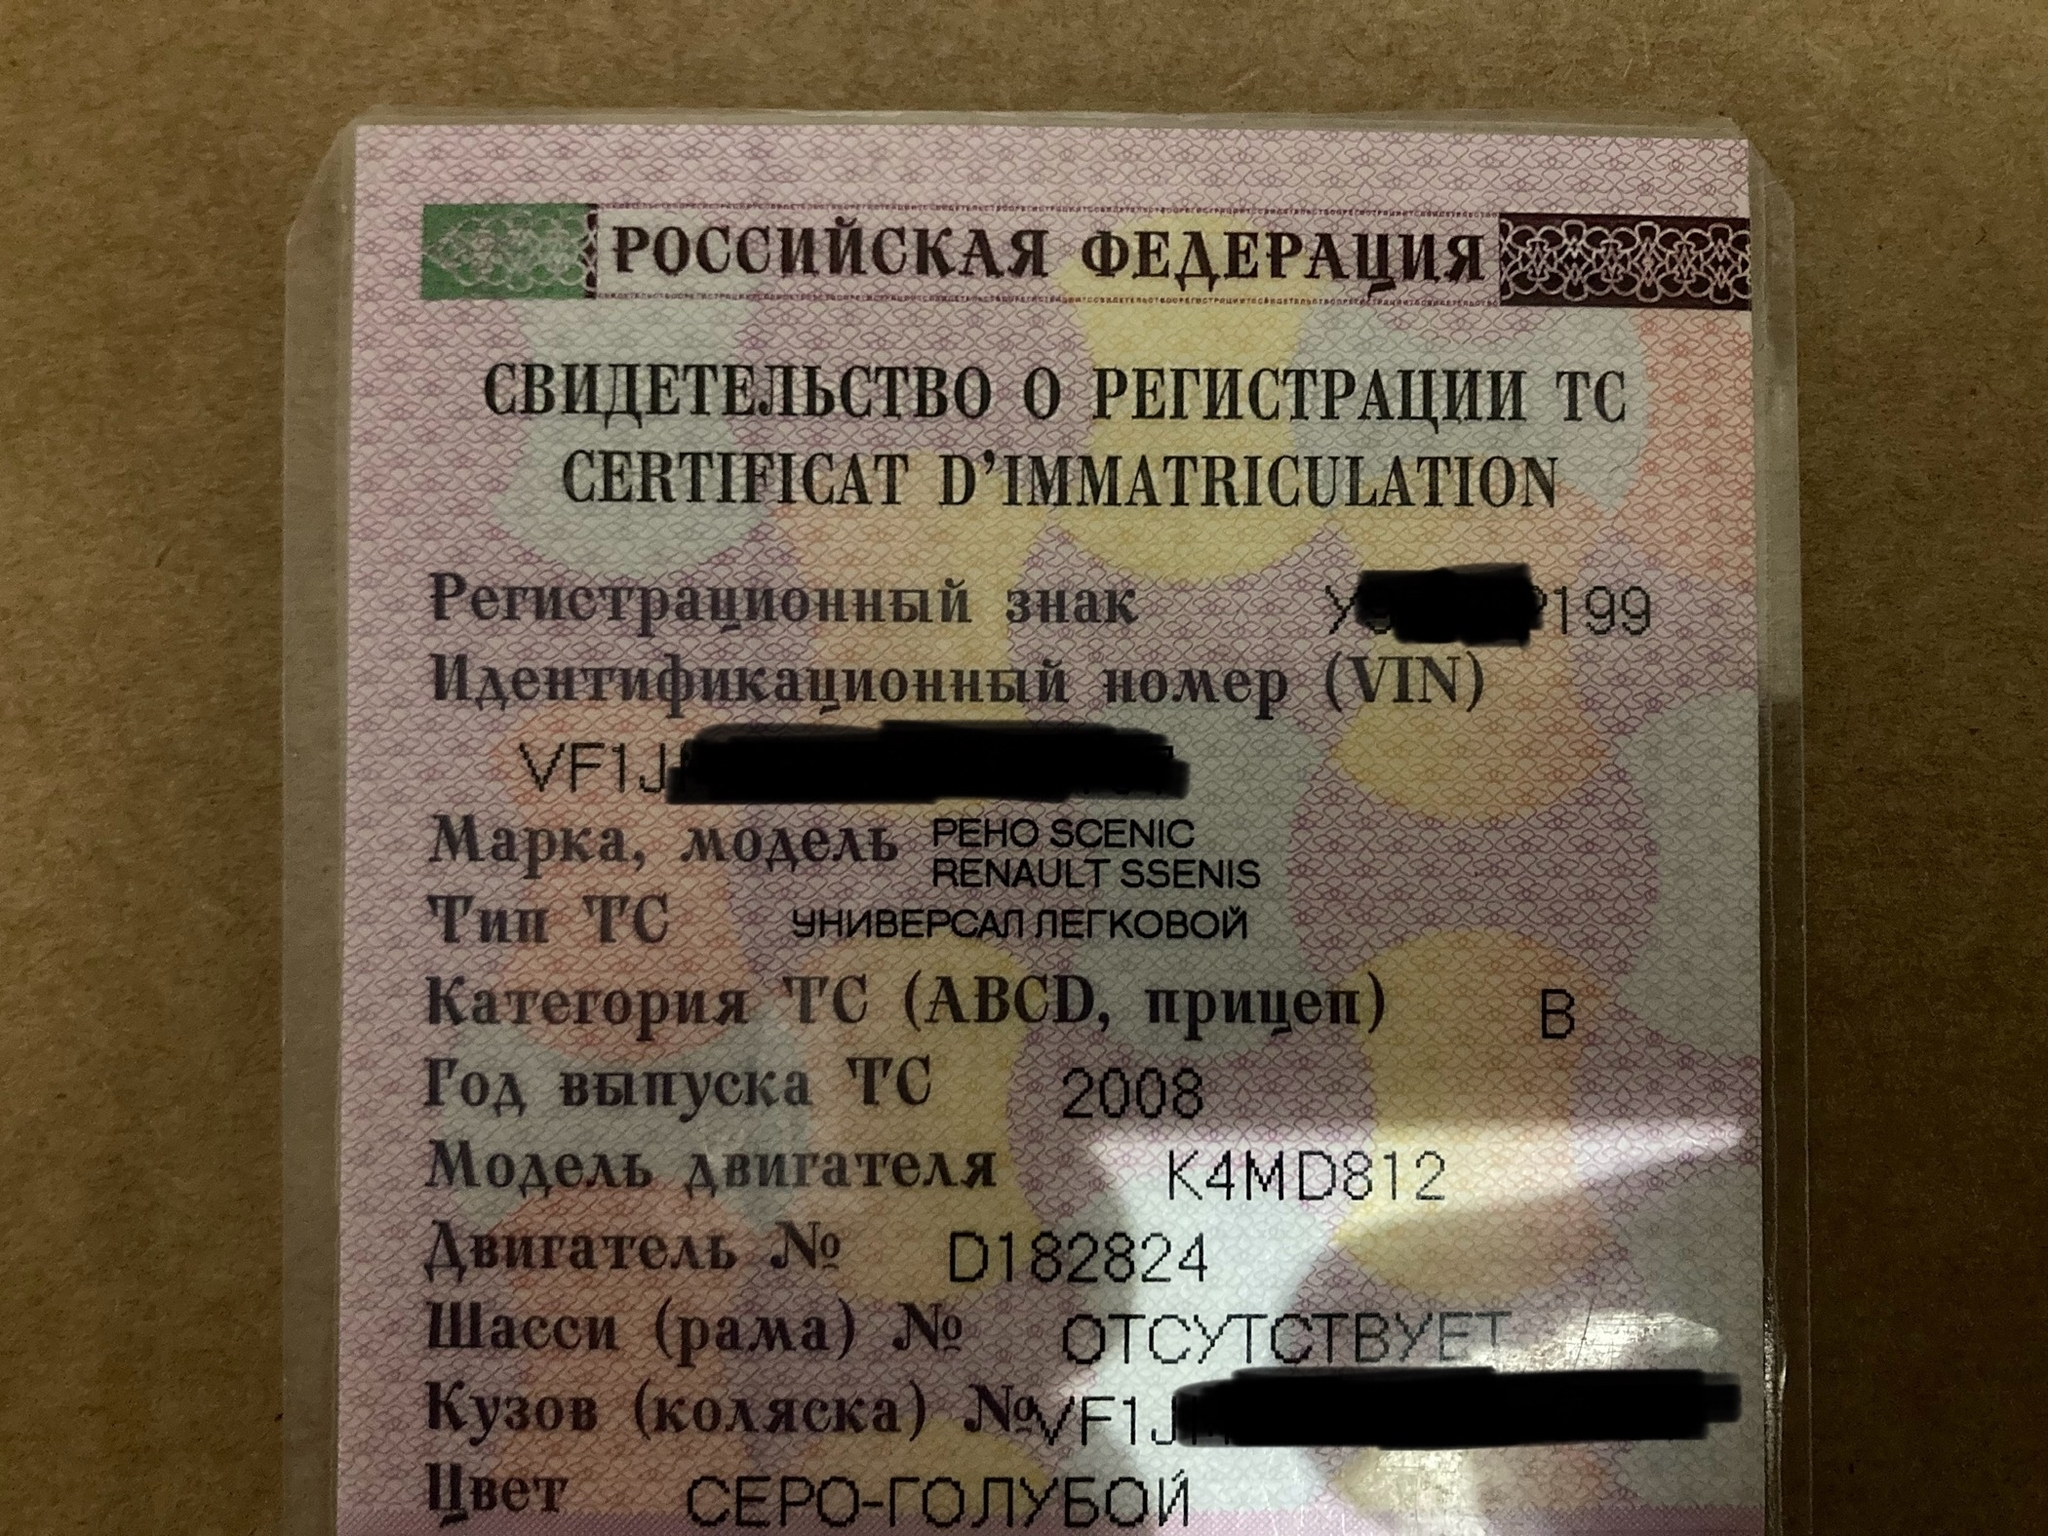 РОССИЙСКАЯ ФЕДЕРАЦИЯ
СВИДЕТЕЛЬСТВО О РЕГИСТРАЦИИ ТС
CERTIFICAT D'IMMATRICULATION
Регистрационный знак 199
Идентификационный номер (VIN)
VF1J
Марка, модель РЕНО SCENIC
RENAULT SSENIS
Тип ТС УНИВЕРСАЛ ЛЕГКОВОЙ
Категория ТС (ABCD, прицеп) B
Год выпуска ТС 2008
Модель двигателя K4MD812
Двигатель № D182824
Шасси (рама) № ОТСУТСТВУЕТ
Кузов (коляска) № VF1J
Цвет СЕРО-ГОЛУБОЙ